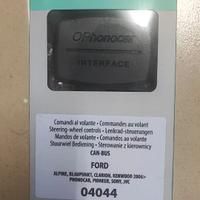 Phonocar
INTERFACE
Comandi al volante - Commandes au volant
Steering-wheel controls - Lenkrad-steuerungen
Mandos de volante - Comandos ao volante
Stuurwiel Bediening - Sterowanie z kierownicy
CAN-BUS
FORD
ALPINE, BLAUPUNKT, CLARION, KENWOOD 2006>
PHONOCAR, PIONEER, SONY, JVC
04044